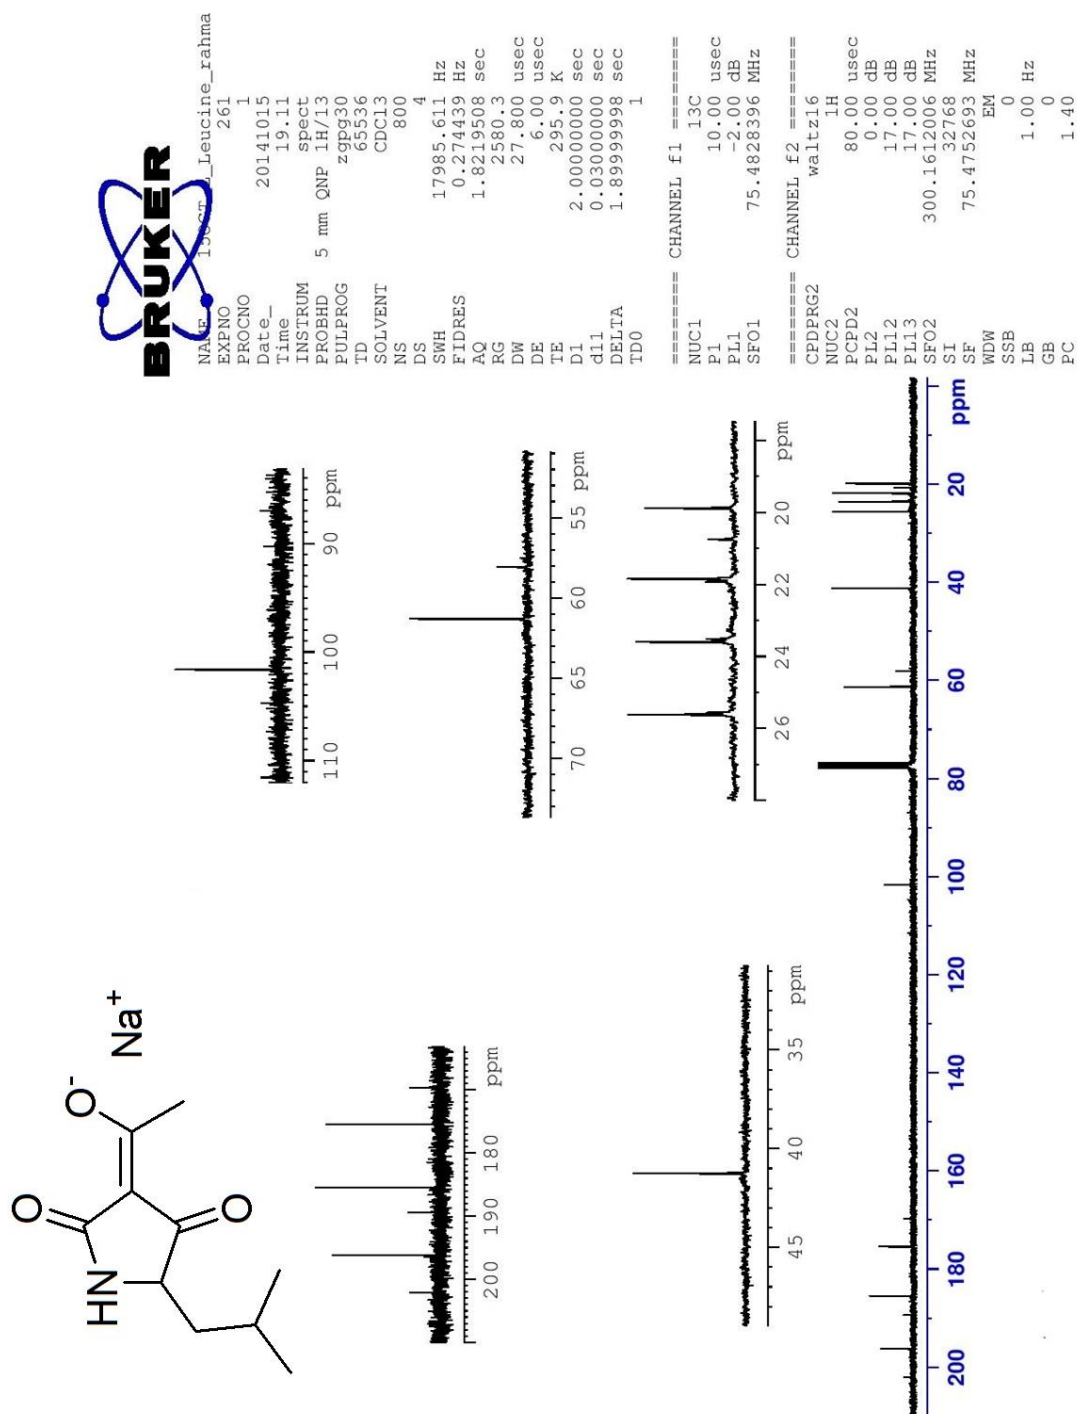 BRUKER
NAME 15OCT_L_Leucine_rahma
EXPNO 261
PROCNO 1
Date_ 20141015
Time 19.11
INSTRUM spect
PROBHD 5 mm QNP 1H/13
PULPROG zgpg30
TD 65536
SOLVENT CDCl3
NS 800
DS 4
SWH 17985.611 Hz
FIDRES 0.274439 Hz
AQ 1.8219508 sec
RG 2580.3
DW 27.800 usec
DE 6.00 usec
TE 295.9 K
D1 2.00000000 sec
d11 0.03000000 sec
DELTA 1.89999998 sec
TD0 1
======== CHANNEL f1 ========
NUC1 13C
P1 10.00 usec
PL1 -2.00 dB
SFO1 75.4828396 MHz
======== CHANNEL f2 ========
CPDPRG2 waltz16
NUC2 1H
PCPD2 80.00 usec
PL2 0.00 dB
PL12 17.00 dB
PL13 17.00 dB
SFO2 300.1612006 MHz
SI 32768
SF 75.4752693 MHz
WDW EM
SSB 0
LB 1.00 Hz
GB 0
PC 1.40
O
O-
Na+
HN
O
200 190 180 ppm
110 100 90 ppm
70 65 60 55 ppm
45 40 35 ppm
26 24 22 20 ppm
200 180 160 140 120 100 80 60 40 20 ppm